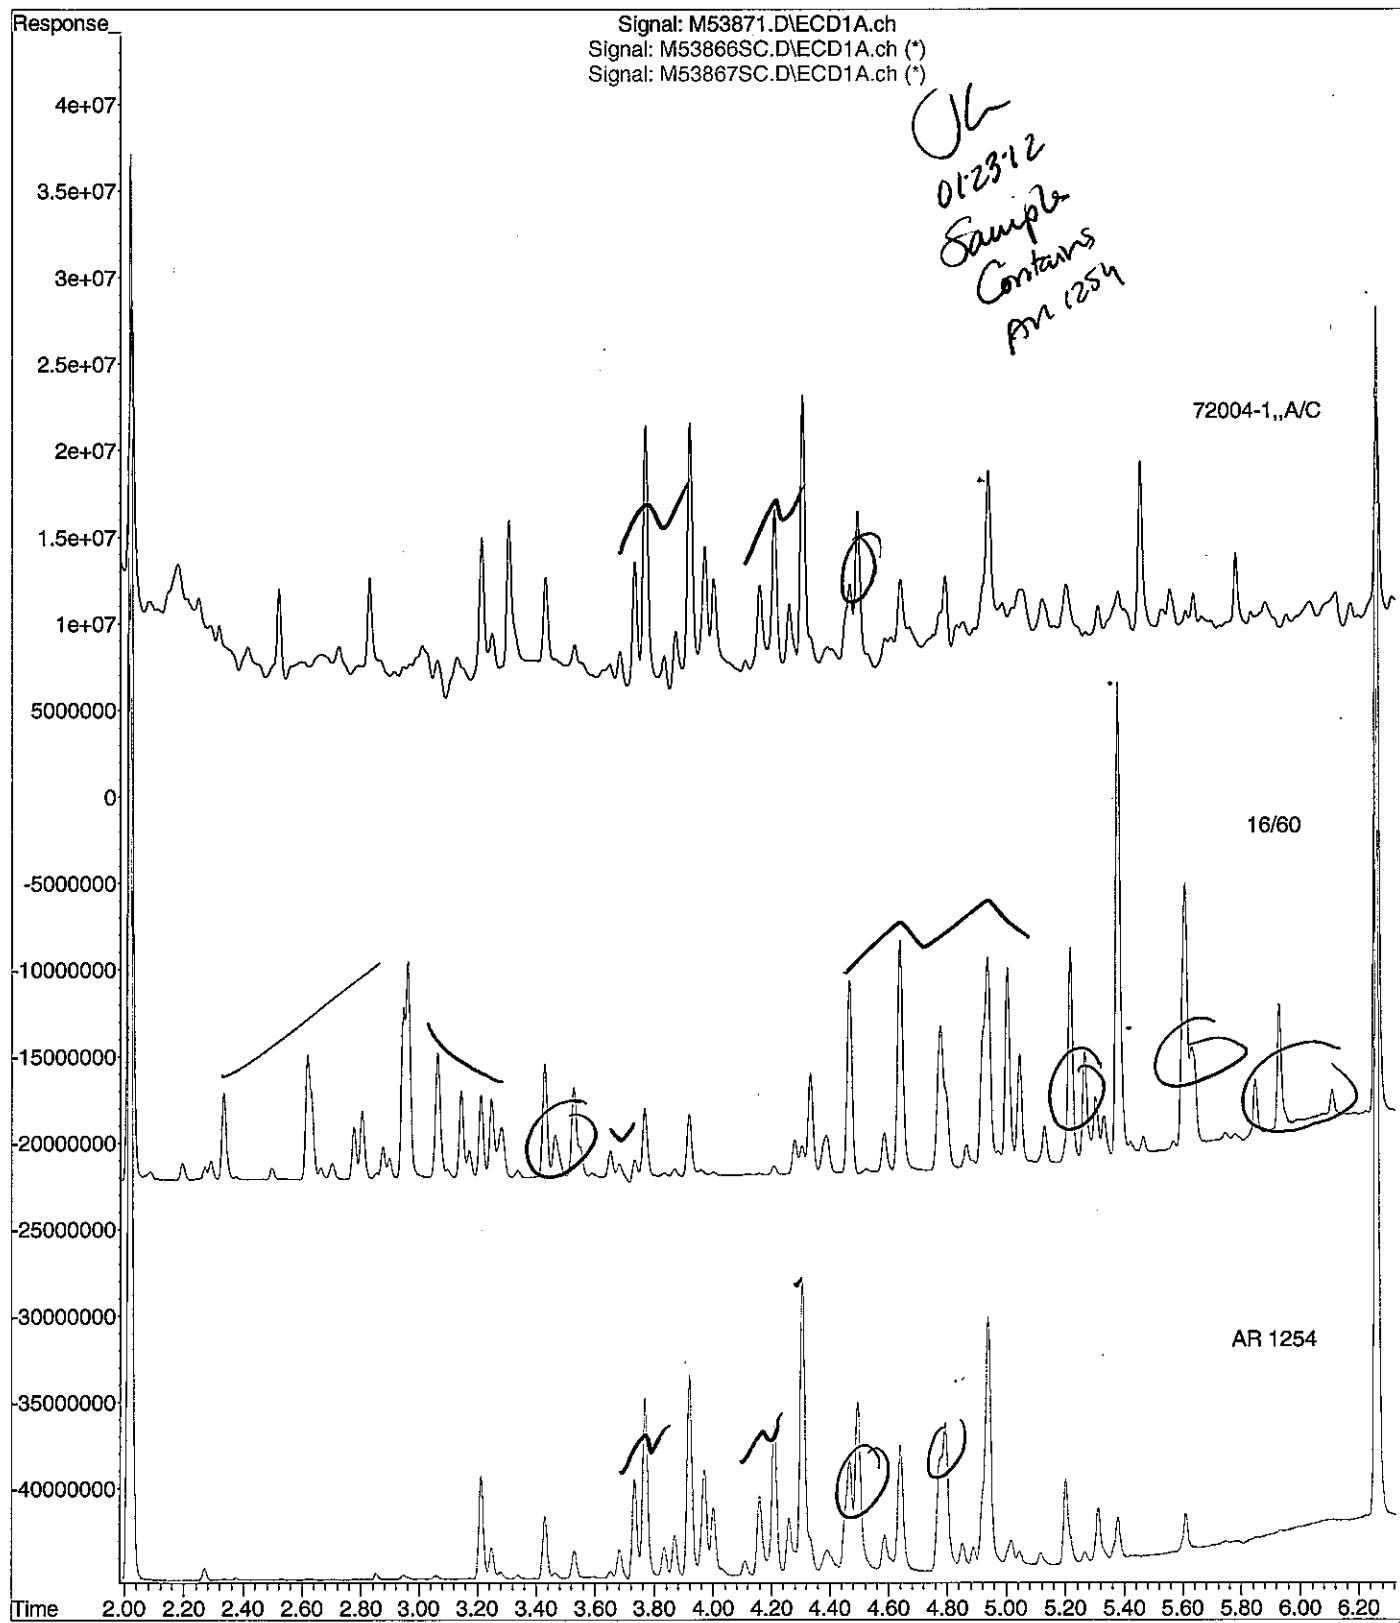 Response_
Signal: M53871.D\ECD1A.ch
Signal: M53866SC.D\ECD1A.ch (*)
Signal: M53867SC.D\ECD1A.ch (*)
4e+07
01-23-12
Sample
Contains
AR 1254
3.5e+07
3e+07
2.5e+07
72004-1,,A/C
2e+07
1.5e+07
1e+07
5000000
0
16/60
-5000000
-10000000
-15000000
-20000000
-25000000
-30000000
AR 1254
-35000000
-40000000
Time 2.00 2.20 2.40 2.60 2.80 3.00 3.20 3.40 3.60 3.80 4.00 4.20 4.40 4.60 4.80 5.00 5.20 5.40 5.60 5.80 6.00 6.20